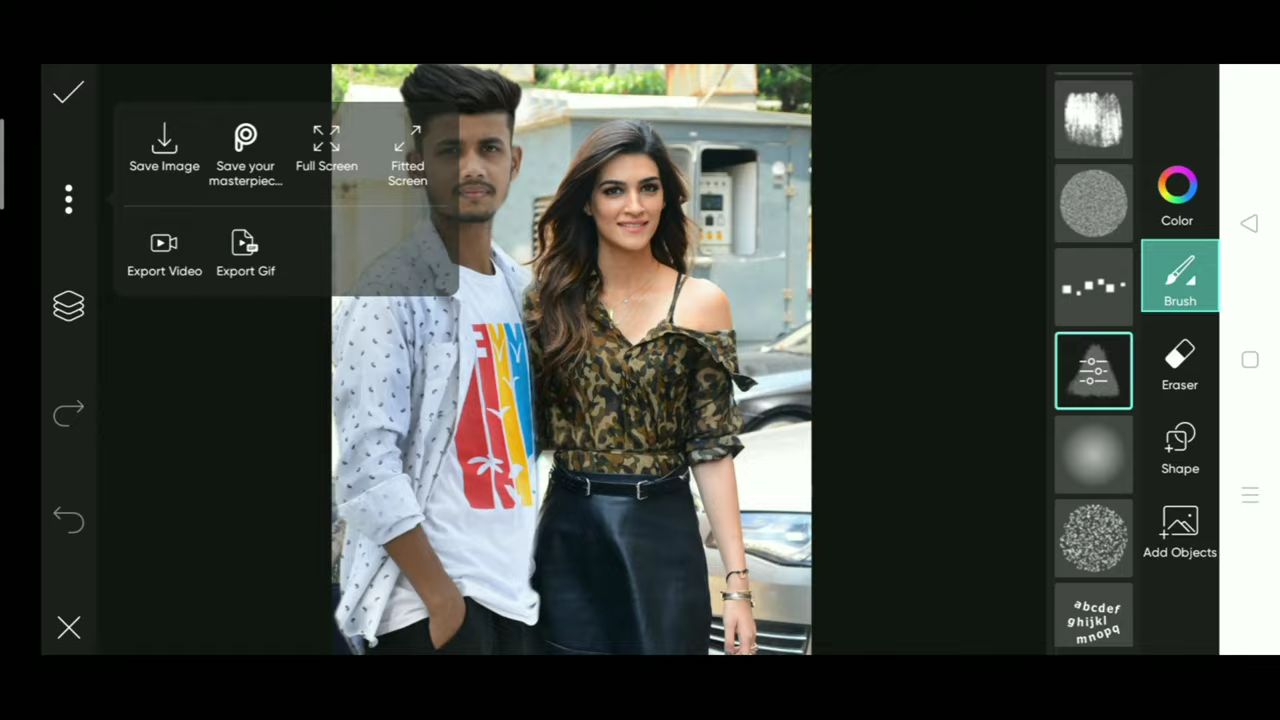 Save Image
Save your
masterpiec...
Full Screen
Fitted
Screen
Export Video
Export Gif
Color
Brush
Eraser
Shape
Add Objects
abcdef
ghijkl
mnopq